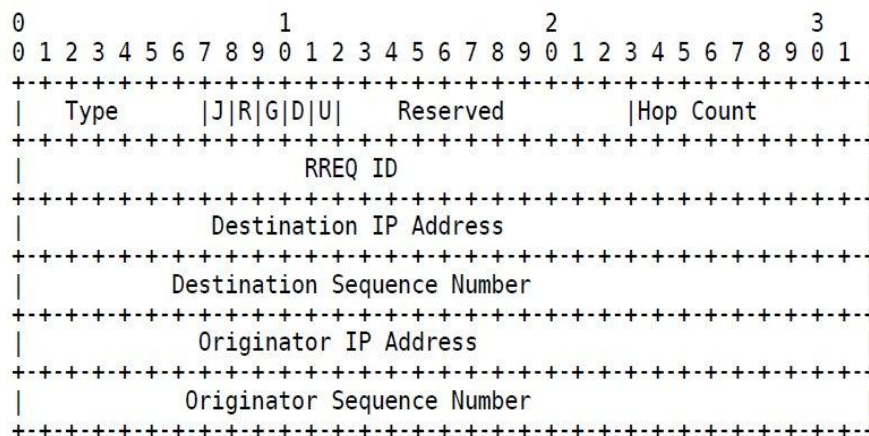 0                   1                   2                   3
0 1 2 3 4 5 6 7 8 9 0 1 2 3 4 5 6 7 8 9 0 1 2 3 4 5 6 7 8 9 0 1
+-+-+-+-+-+-+-+-+-+-+-+-+-+-+-+-+-+-+-+-+-+-+-+-+-+-+-+-+-+-+-+--
|   Type      |J|R|G|D|U|    Reserved         |Hop Count
+-+-+-+-+-+-+-+-+-+-+-+-+-+-+-+-+-+-+-+-+-+-+-+-+-+-+-+-+-+-+-+--
|                     RREQ ID
+-+-+-+-+-+-+-+-+-+-+-+-+-+-+-+-+-+-+-+-+-+-+-+-+-+-+-+-+-+-+-+--
|              Destination IP Address
+-+-+-+-+-+-+-+-+-+-+-+-+-+-+-+-+-+-+-+-+-+-+-+-+-+-+-+-+-+-+-+--
|           Destination Sequence Number
+-+-+-+-+-+-+-+-+-+-+-+-+-+-+-+-+-+-+-+-+-+-+-+-+-+-+-+-+-+-+-+--
|             Originator IP Address
+-+-+-+-+-+-+-+-+-+-+-+-+-+-+-+-+-+-+-+-+-+-+-+-+-+-+-+-+-+-+-+--
|            Originator Sequence Number
+-+-+-+-+-+-+-+-+-+-+-+-+-+-+-+-+-+-+-+-+-+-+-+-+-+-+-+-+-+-+-+--